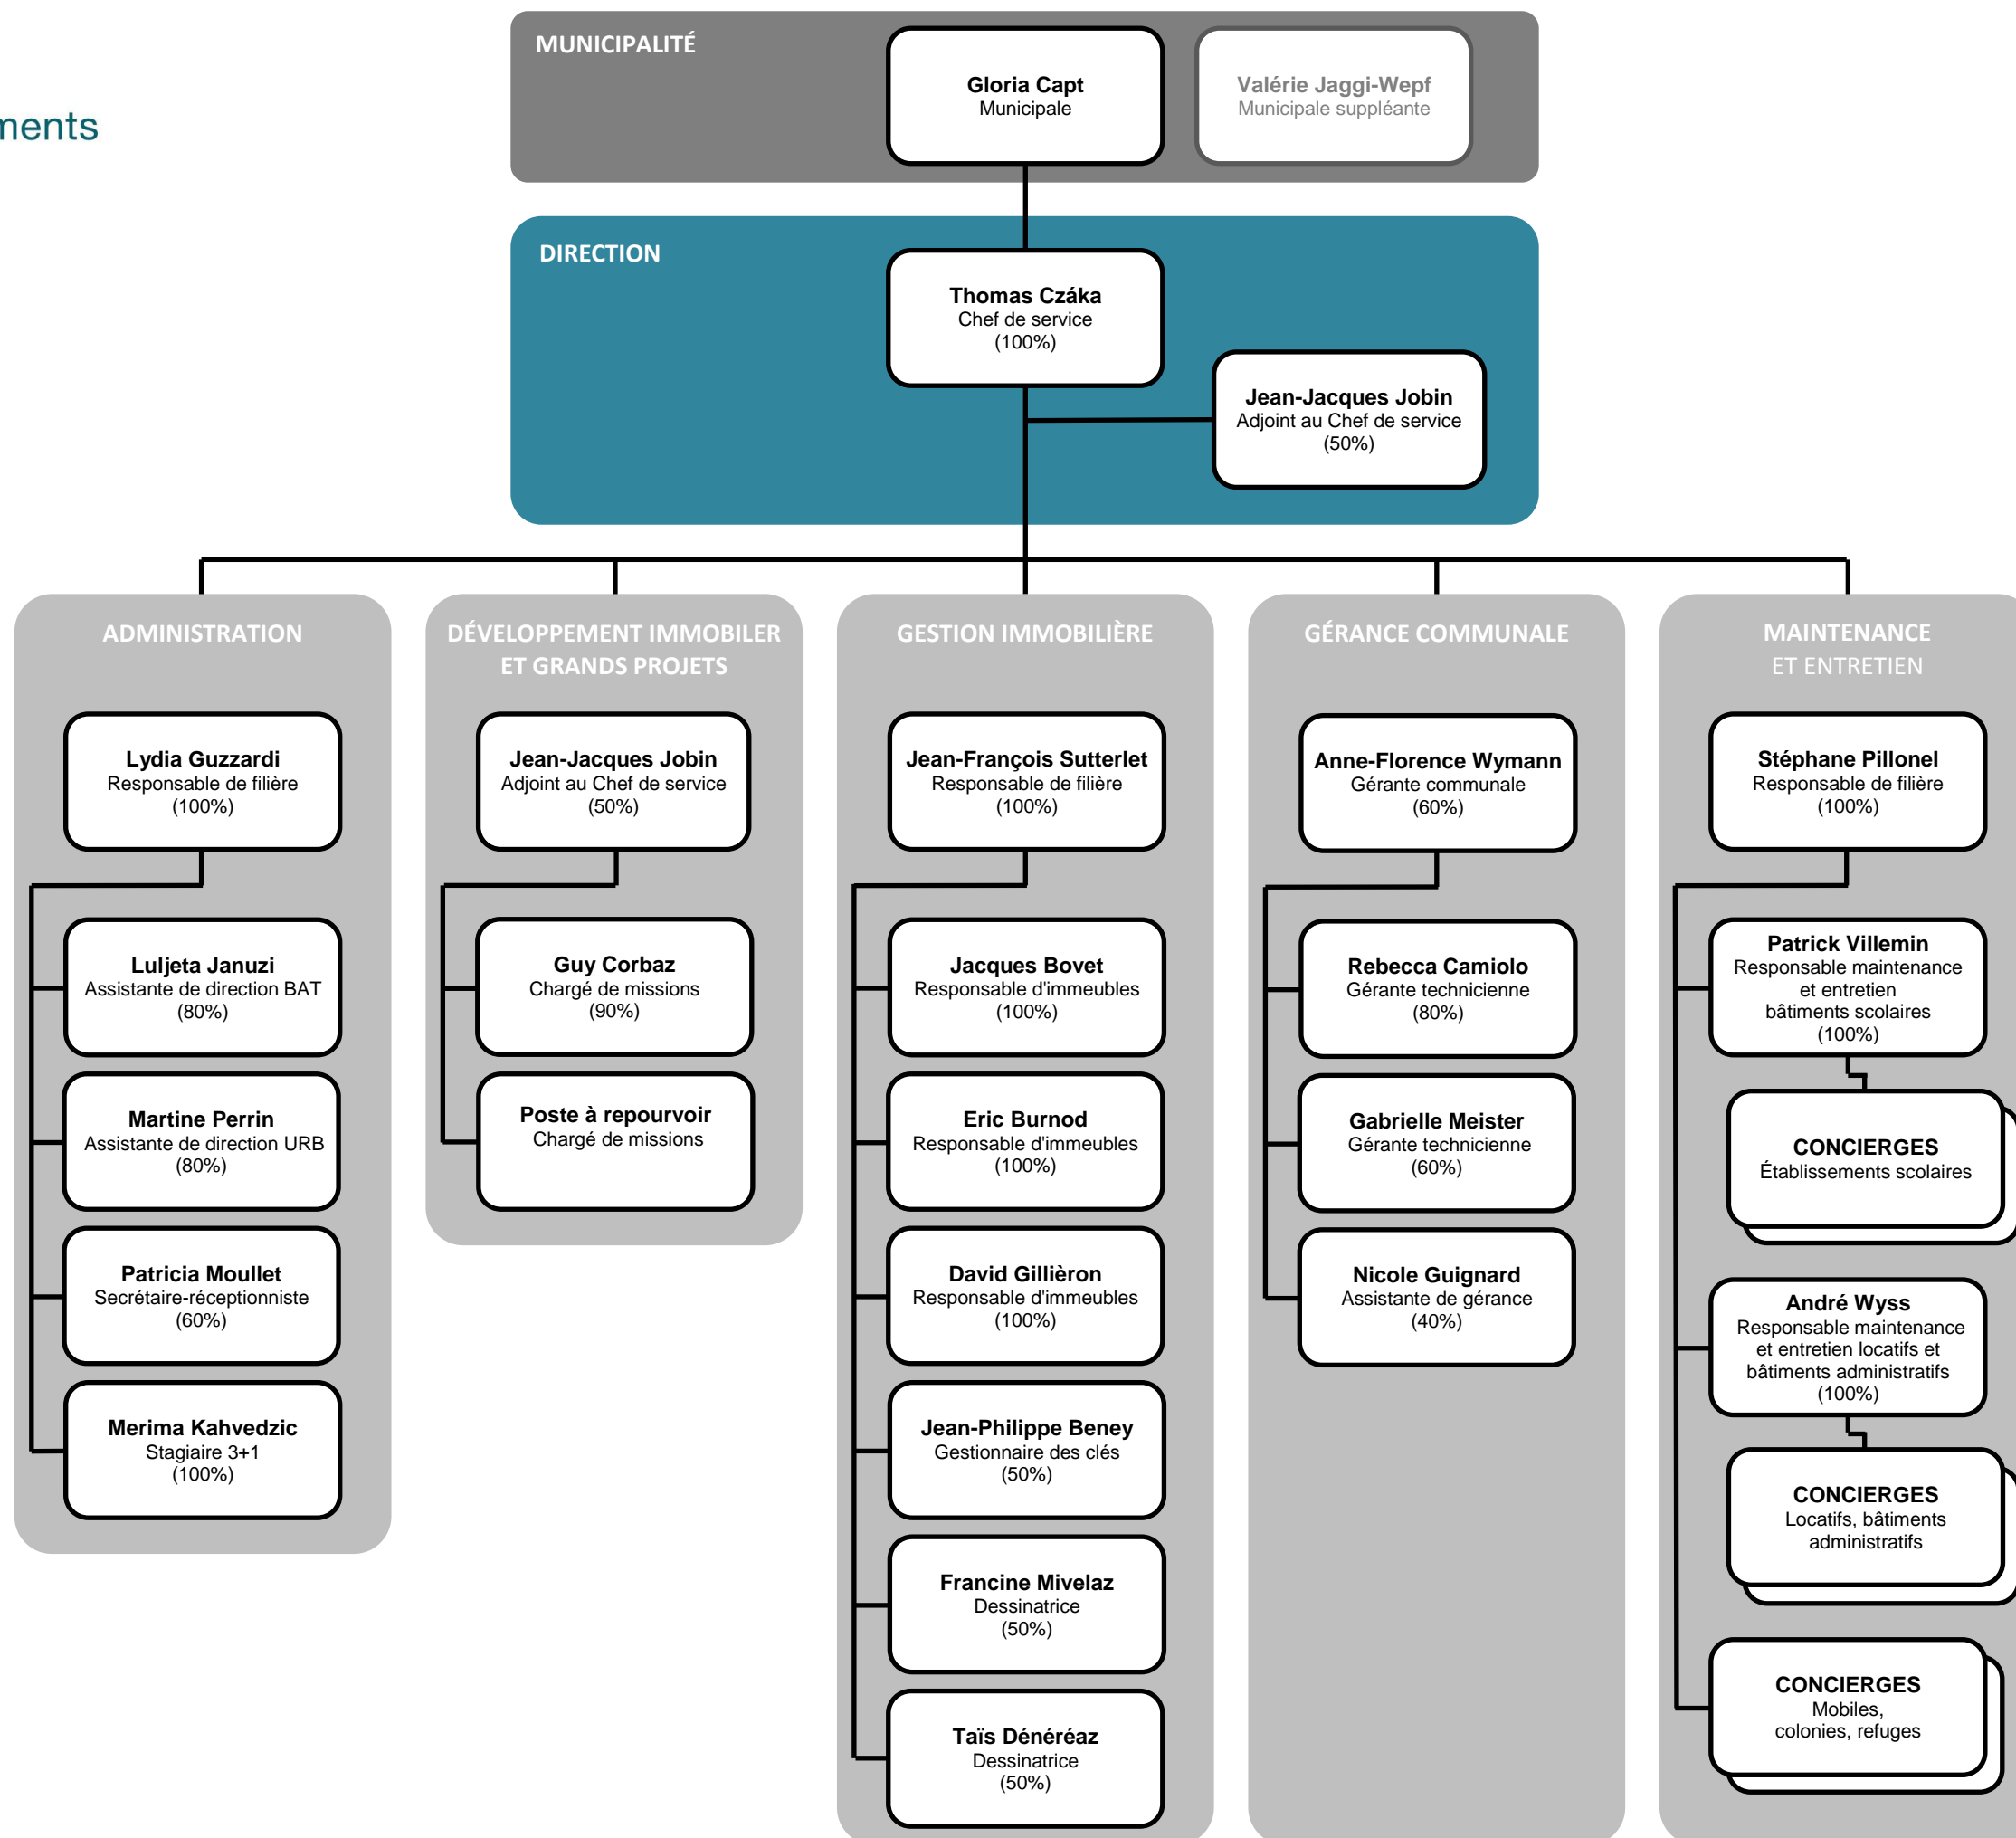 MUNICIPALITÉ
Gloria Capt
Municipale
Valérie Jaggi-Wepf
Municipale suppléante
ments
DIRECTION
Thomas Czáka
Chef de service
(100%)
Jean-Jacques Jobin
Adjoint au Chef de service
(50%)
ADMINISTRATION
Lydia Guzzardi
Responsable de filière
(100%)
Luljeta Januzi
Assistante de direction BAT
(80%)
Martine Perrin
Assistante de direction URB
(80%)
Patricia Moullet
Secrétaire-réceptionniste
(60%)
Merima Kahvedzic
Stagiaire 3+1
(100%)
DÉVELOPPEMENT IMMOBILER
ET GRANDS PROJETS
Jean-Jacques Jobin
Adjoint au Chef de service
(50%)
Guy Corbaz
Chargé de missions
(90%)
Poste à repourvoir
Chargé de missions
GESTION IMMOBILIÈRE
Jean-François Sutterlet
Responsable de filière
(100%)
Jacques Bovet
Responsable d'immeubles
(100%)
Eric Burnod
Responsable d'immeubles
(100%)
David Gillièron
Responsable d'immeubles
(100%)
Jean-Philippe Beney
Gestionnaire des clés
(50%)
Francine Mivelaz
Dessinatrice
(50%)
Taïs Dénéréaz
Dessinatrice
(50%)
GÉRANCE COMMUNALE
Anne-Florence Wymann
Gérante communale
(60%)
Rebecca Camiolo
Gérante technicienne
(80%)
Gabrielle Meister
Gérante technicienne
(60%)
Nicole Guignard
Assistante de gérance
(40%)
MAINTENANCE
ET ENTRETIEN
Stéphane Pillonel
Responsable de filière
(100%)
Patrick Villemin
Responsable maintenance
et entretien
bâtiments scolaires
(100%)
CONCIERGES
Établissements scolaires
André Wyss
Responsable maintenance
et entretien locatifs et
bâtiments administratifs
(100%)
CONCIERGES
Locatifs, bâtiments
administratifs
CONCIERGES
Mobiles,
colonies, refuges